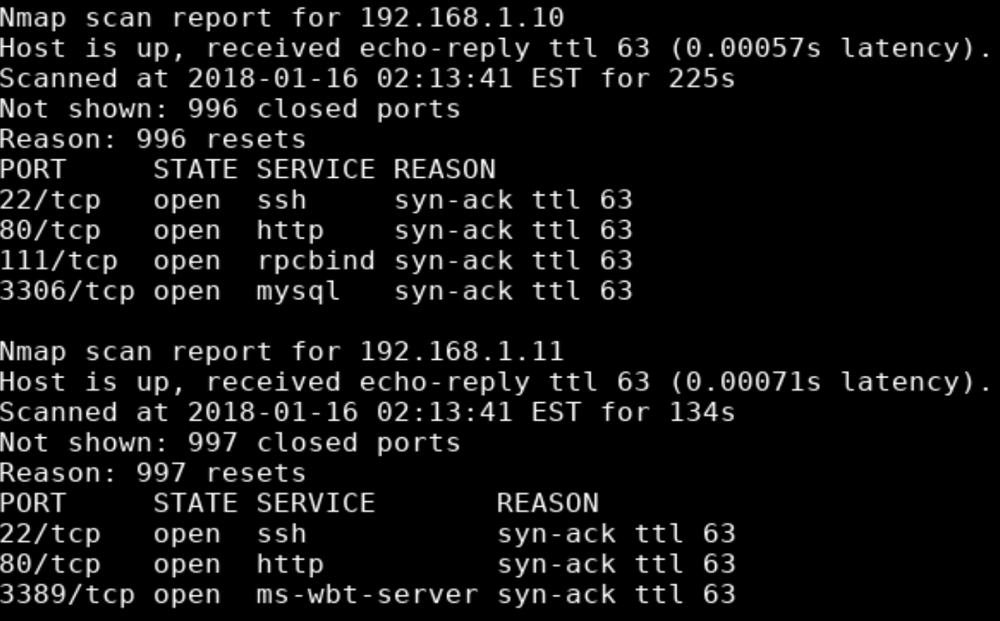 Nmap scan report for 192.168.1.10
Host is up, received echo-reply ttl 63 (0.00057s latency).
Scanned at 2018-01-16 02:13:41 EST for 225s
Not shown: 996 closed ports
Reason: 996 resets
PORT     STATE SERVICE REASON
22/tcp   open  ssh     syn-ack ttl 63
80/tcp   open  http    syn-ack ttl 63
111/tcp  open  rpcbind syn-ack ttl 63
3306/tcp open  mysql   syn-ack ttl 63

Nmap scan report for 192.168.1.11
Host is up, received echo-reply ttl 63 (0.00071s latency).
Scanned at 2018-01-16 02:13:41 EST for 134s
Not shown: 997 closed ports
Reason: 997 resets
PORT     STATE SERVICE       REASON
22/tcp   open  ssh           syn-ack ttl 63
80/tcp   open  http          syn-ack ttl 63
3389/tcp open  ms-wbt-server syn-ack ttl 63